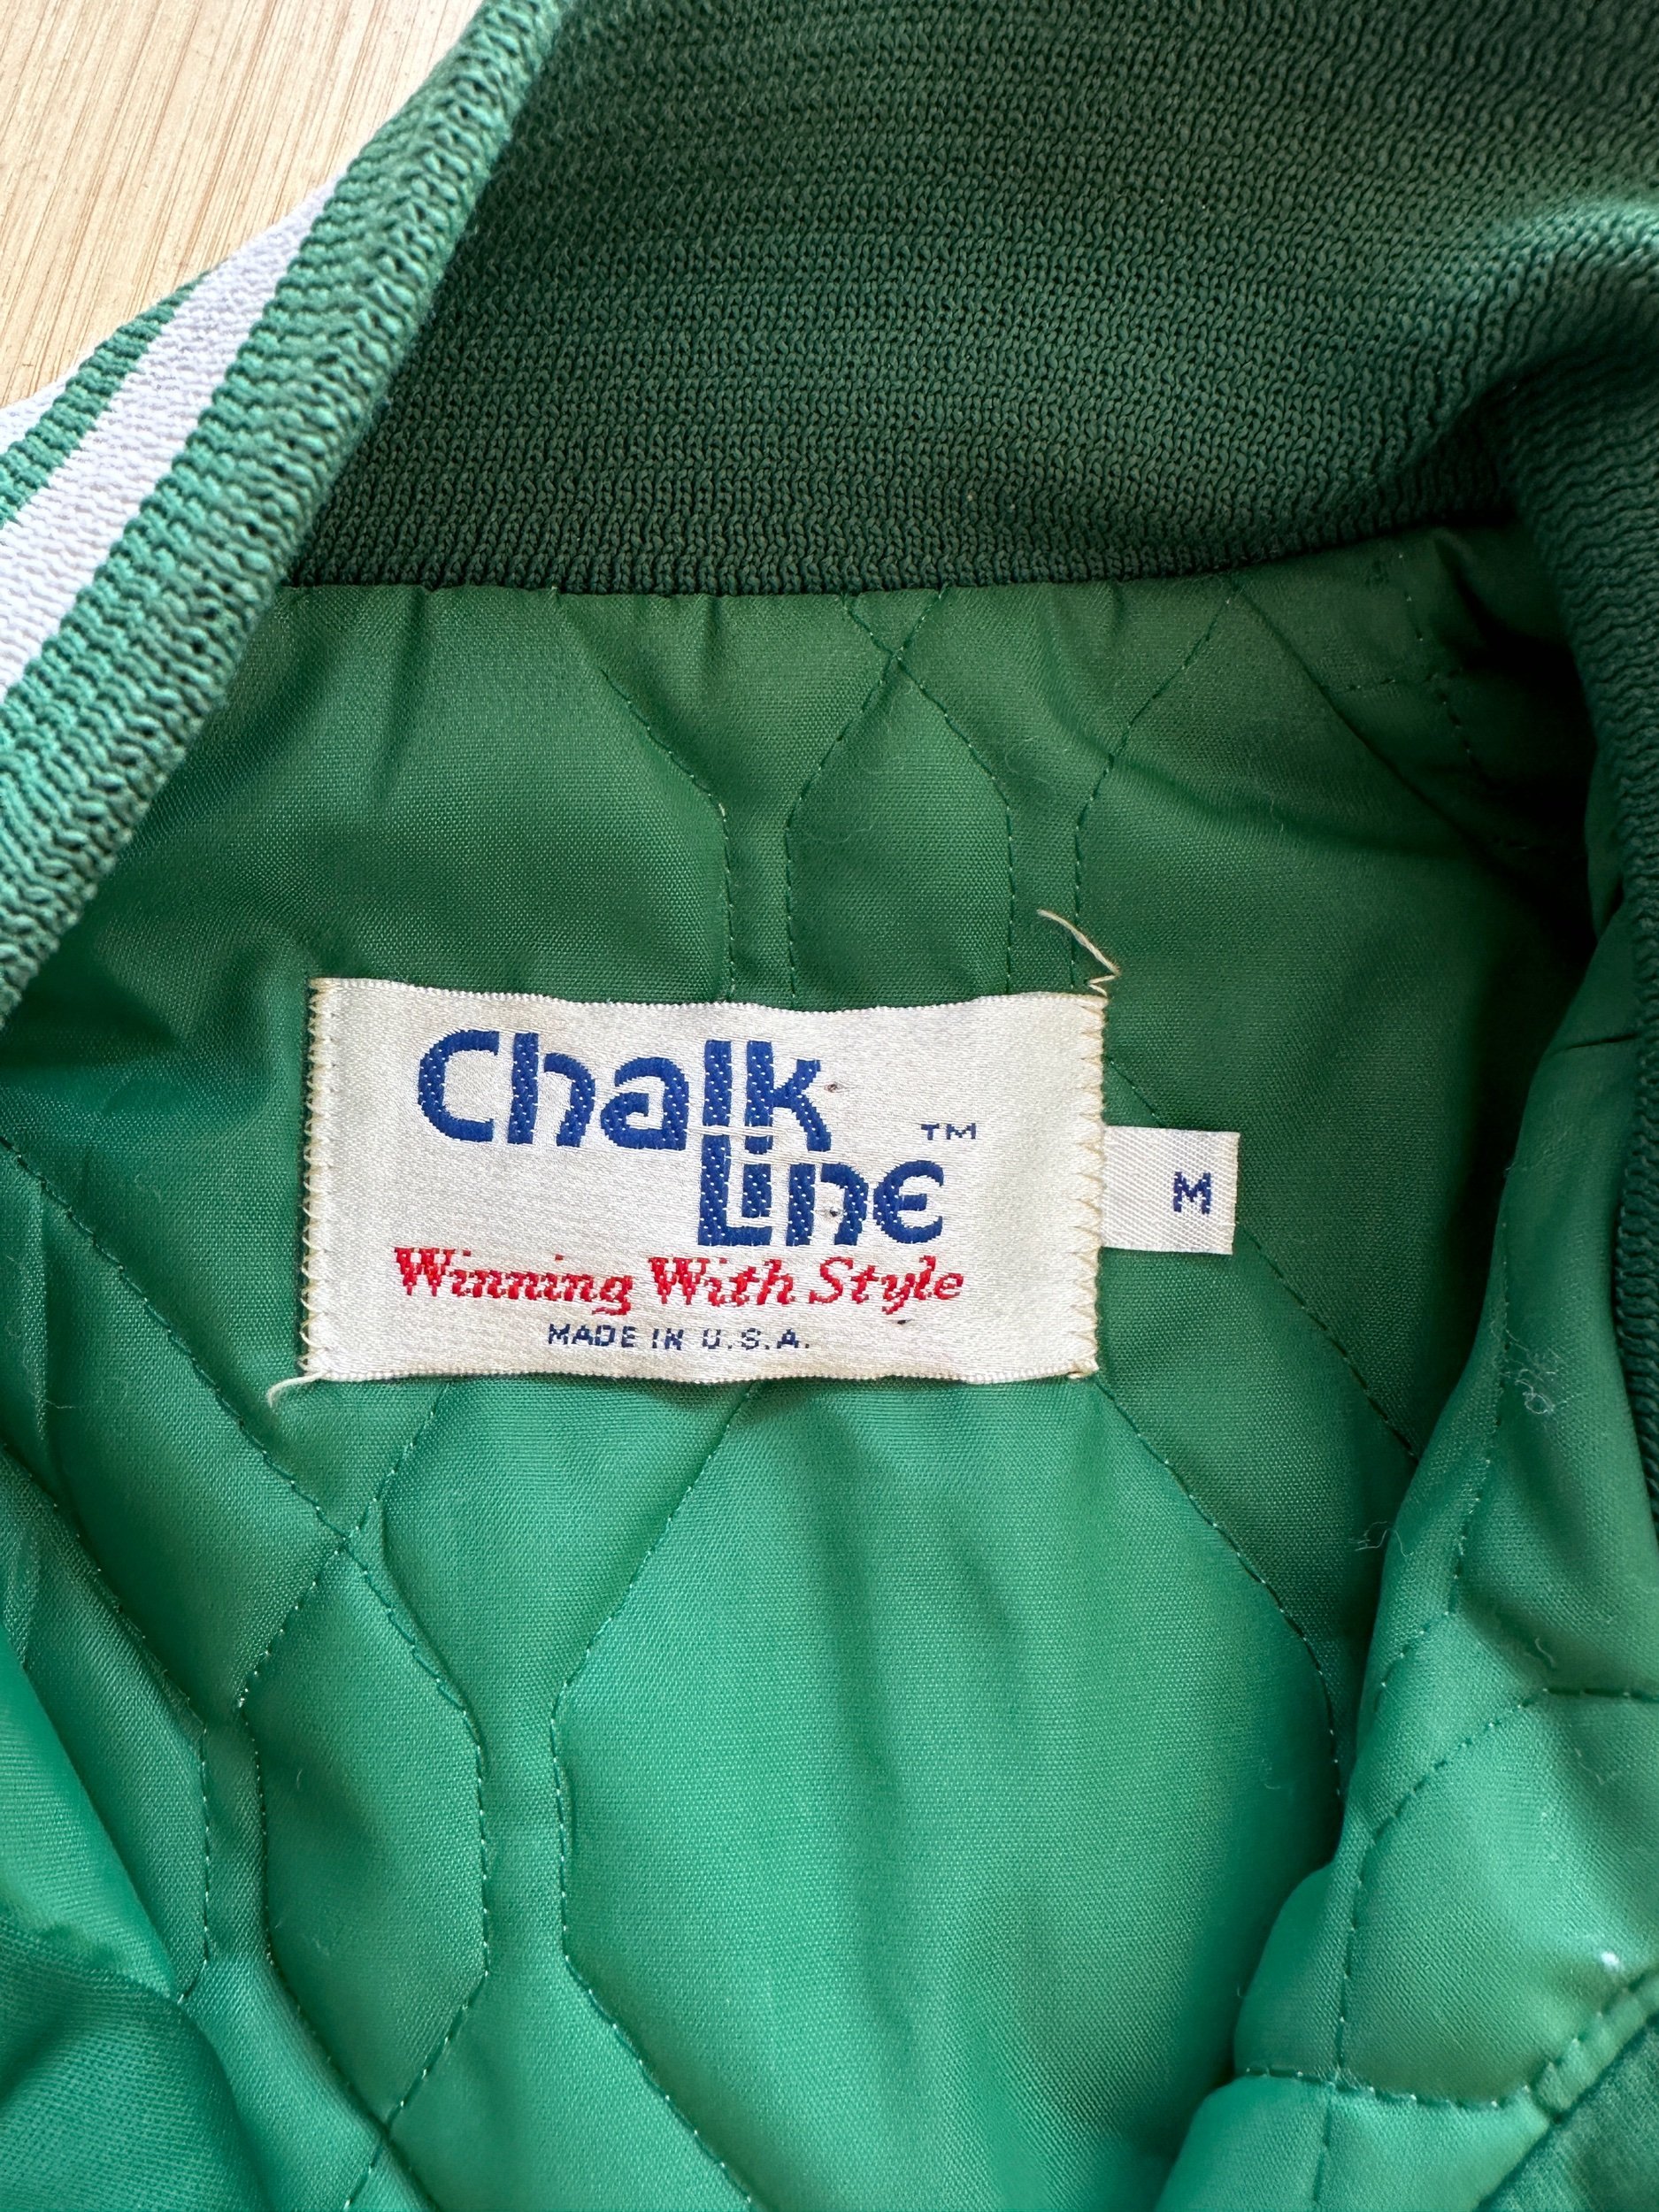 Chalk
Line ™
Winning With Style
MADE IN U.S.A.
M